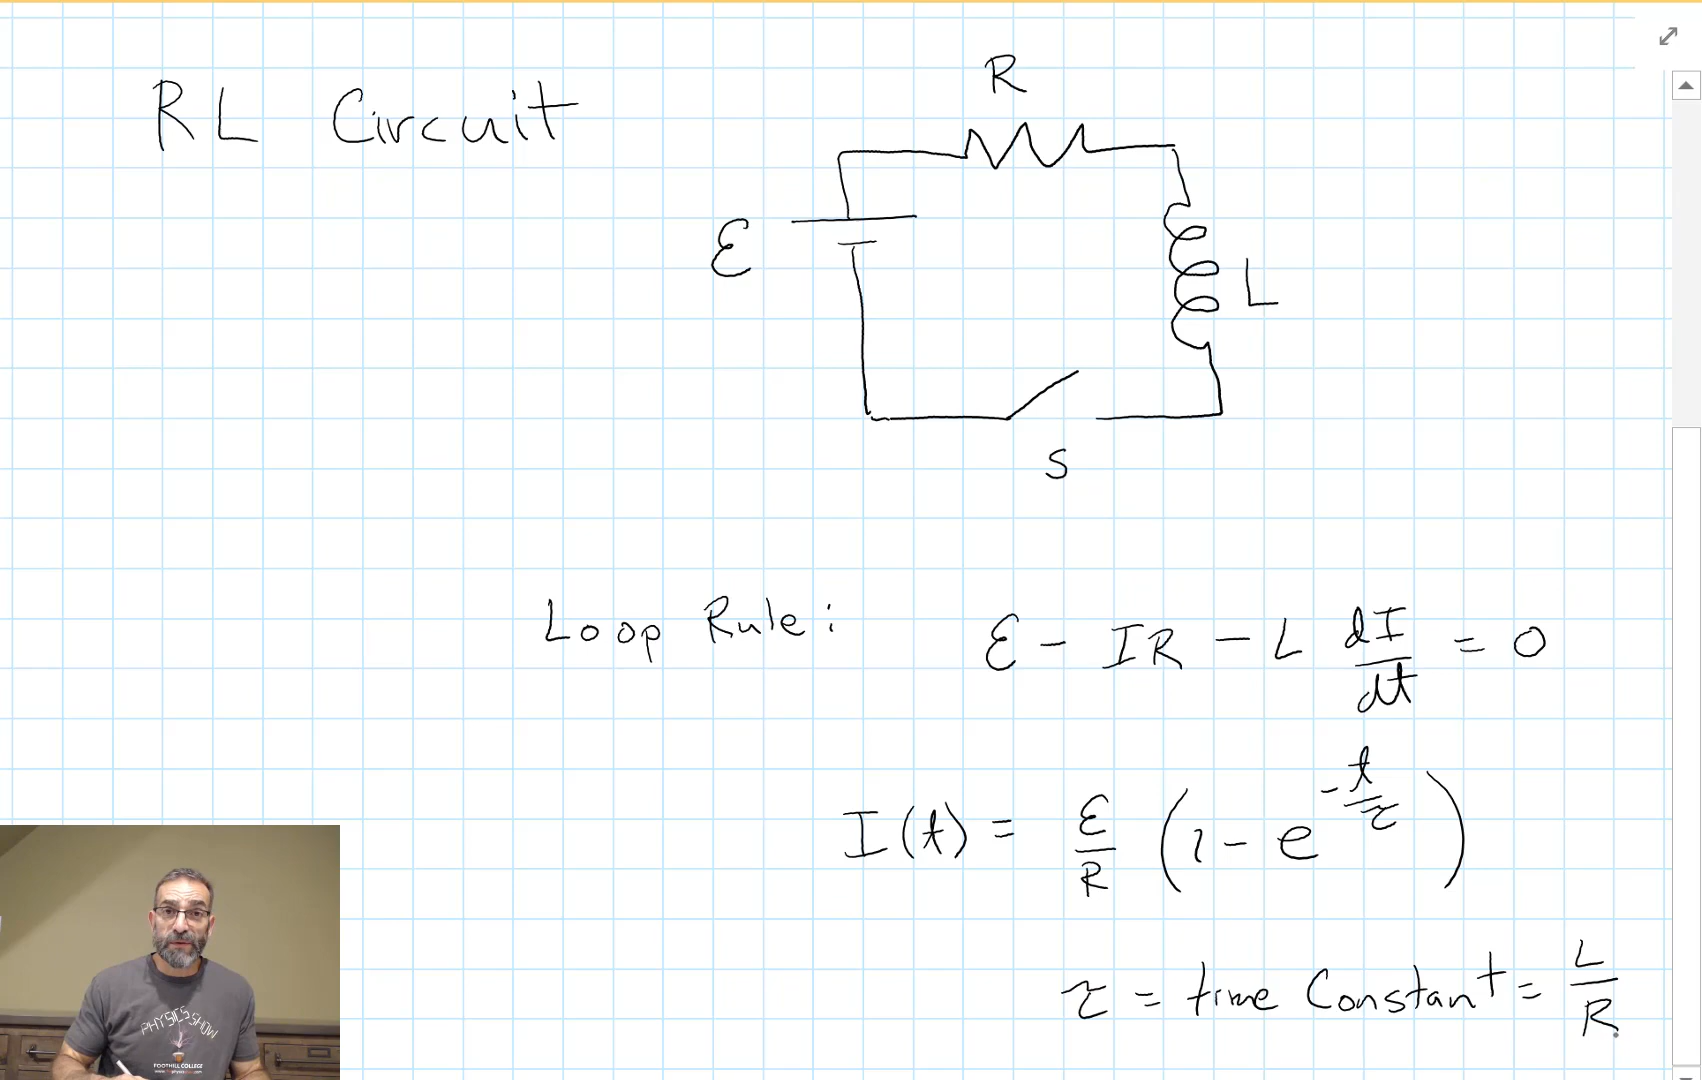 RL Circuit
R
ℰ
L
S
Loop Rule: ℰ - IR - L dI/dt = 0
I(t) = ℰ/R (1 - e^(-t/τ))
τ = time Constant = L/R
PHYSICS SHOW
FOOTHILL COLLEGE